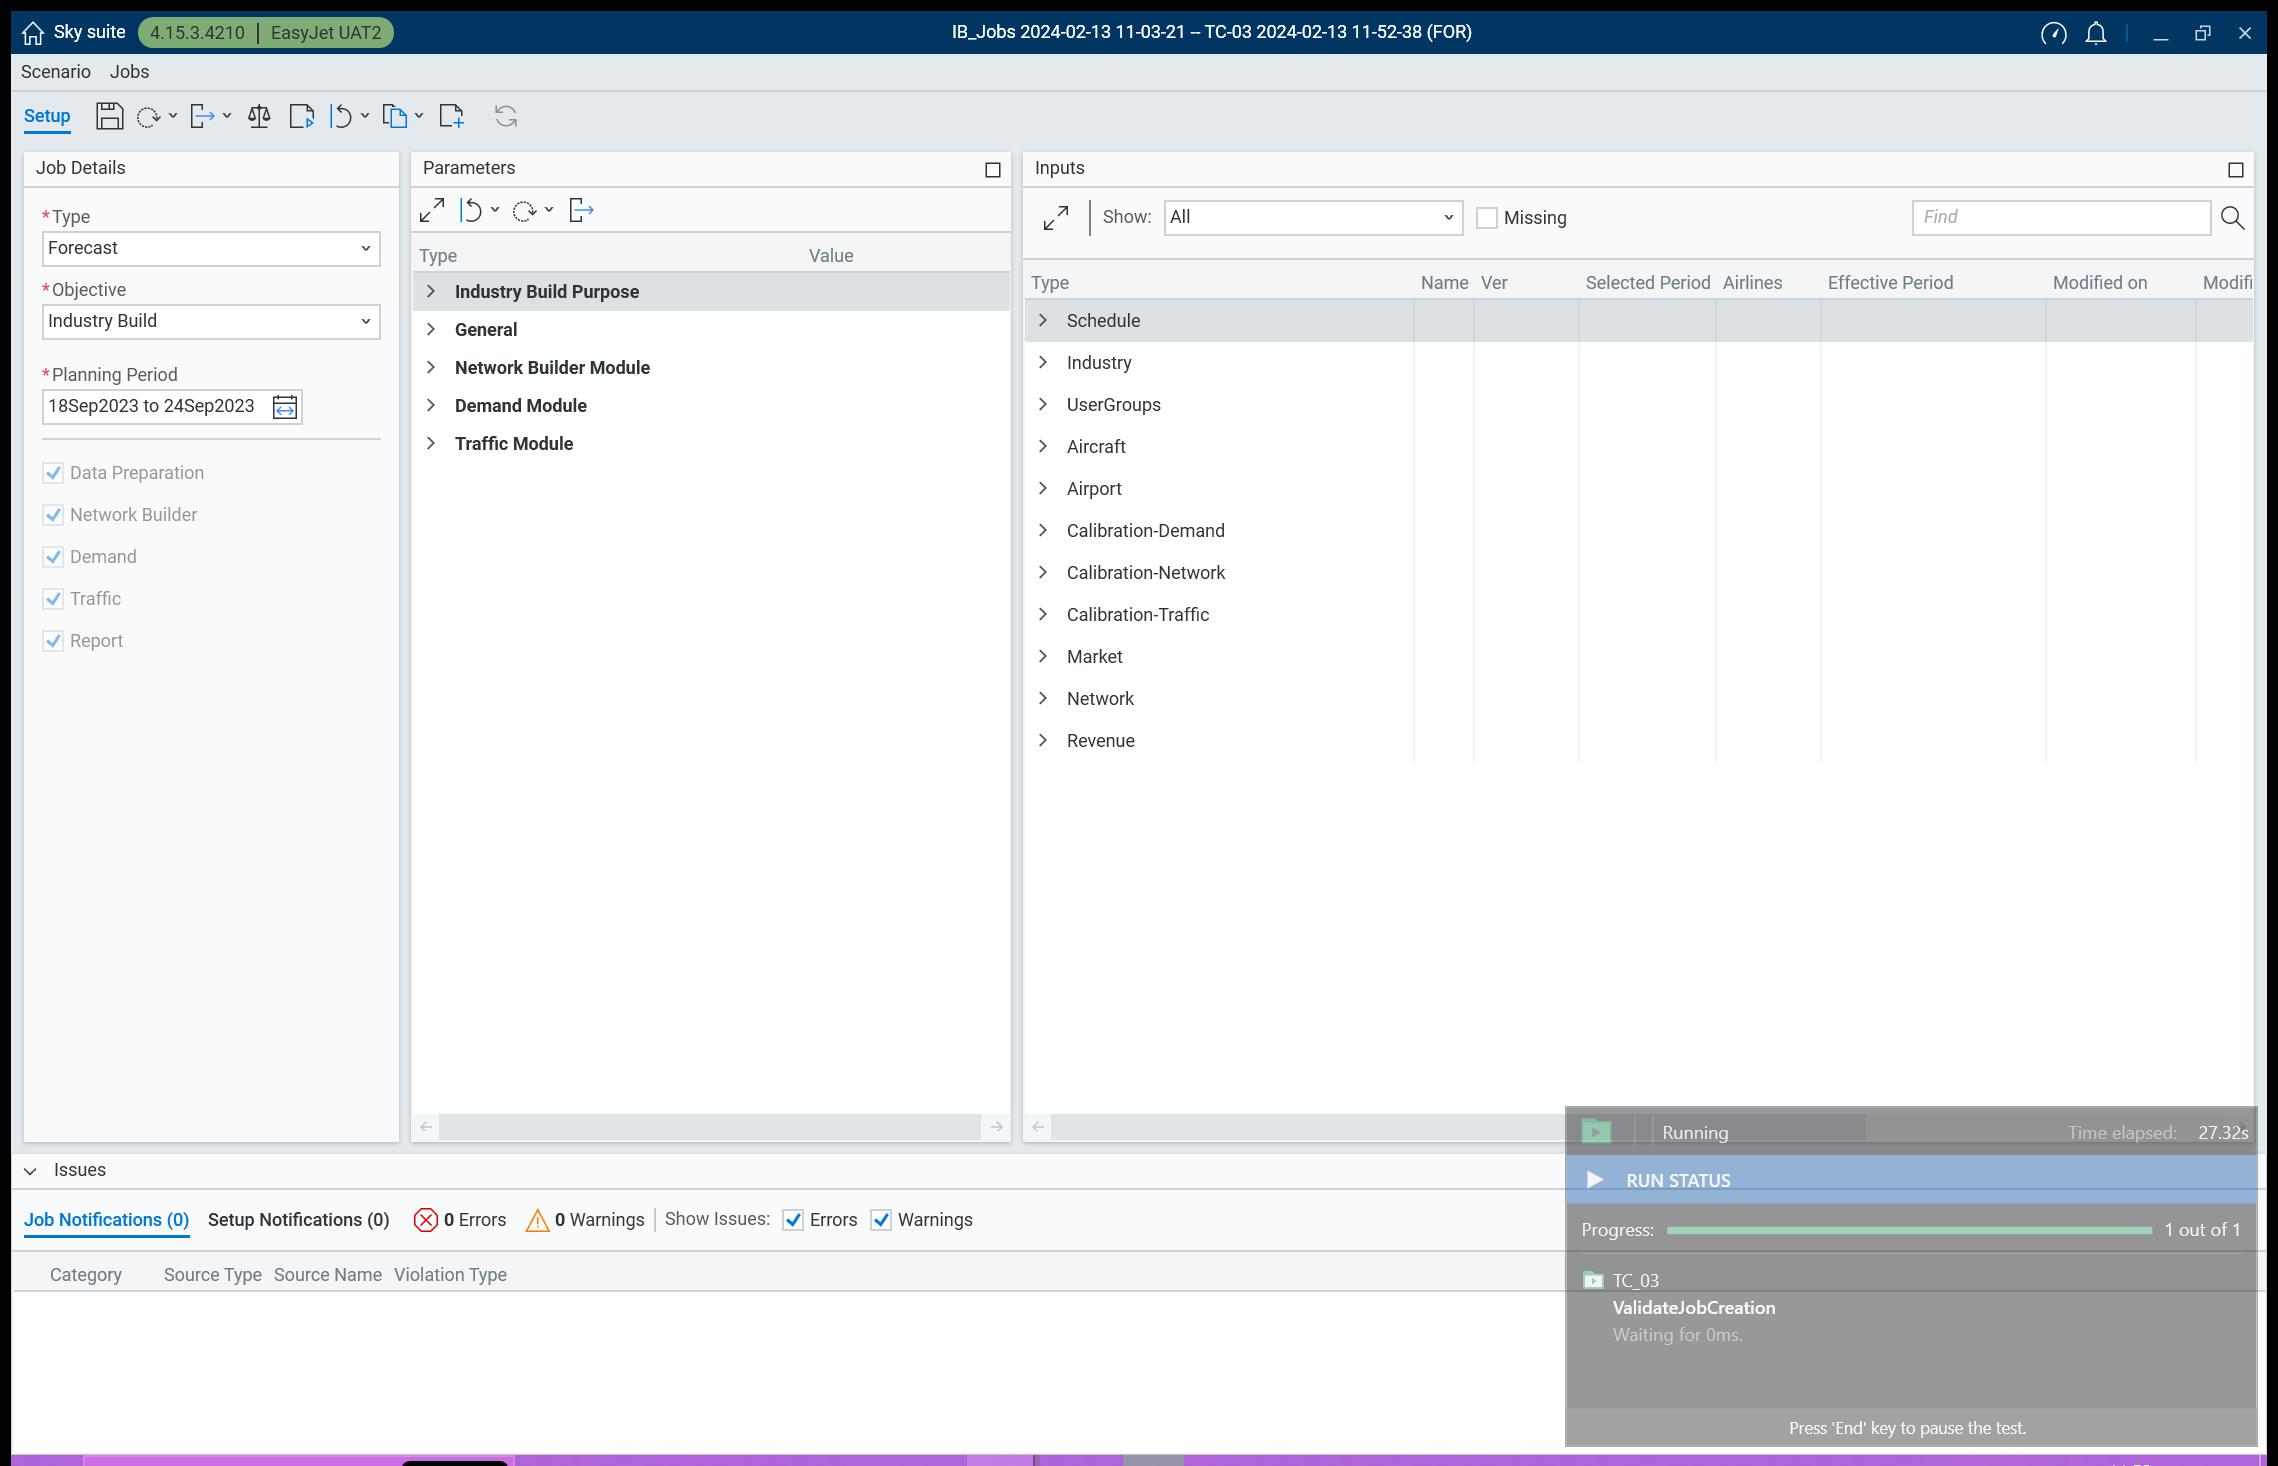 Sky suite 4.15.3.4210 | EasyJet UAT2 IB_Jobs 2024-02-13 11-03-21 -- TC-03 2024-02-13 11-52-38 (FOR)
Scenario Jobs
Setup
Job Details
*Type
Forecast
*Objective
Industry Build
*Planning Period
18Sep2023 to 24Sep2023
Data Preparation
Network Builder
Demand
Traffic
Report
Parameters
Type Value
Industry Build Purpose
General
Network Builder Module
Demand Module
Traffic Module
Inputs
Show: All Missing Find
Type Name Ver Selected Period Airlines Effective Period Modified on Modifi
Schedule
Industry
UserGroups
Aircraft
Airport
Calibration-Demand
Calibration-Network
Calibration-Traffic
Market
Network
Revenue
Issues
Job Notifications (0) Setup Notifications (0) 0 Errors 0 Warnings Show Issues: Errors Warnings
Category Source Type Source Name Violation Type
Running Time elapsed: 27.32s
RUN STATUS
Progress: 1 out of 1
TC_03
ValidateJobCreation
Waiting for 0ms.
Press 'End' key to pause the test.